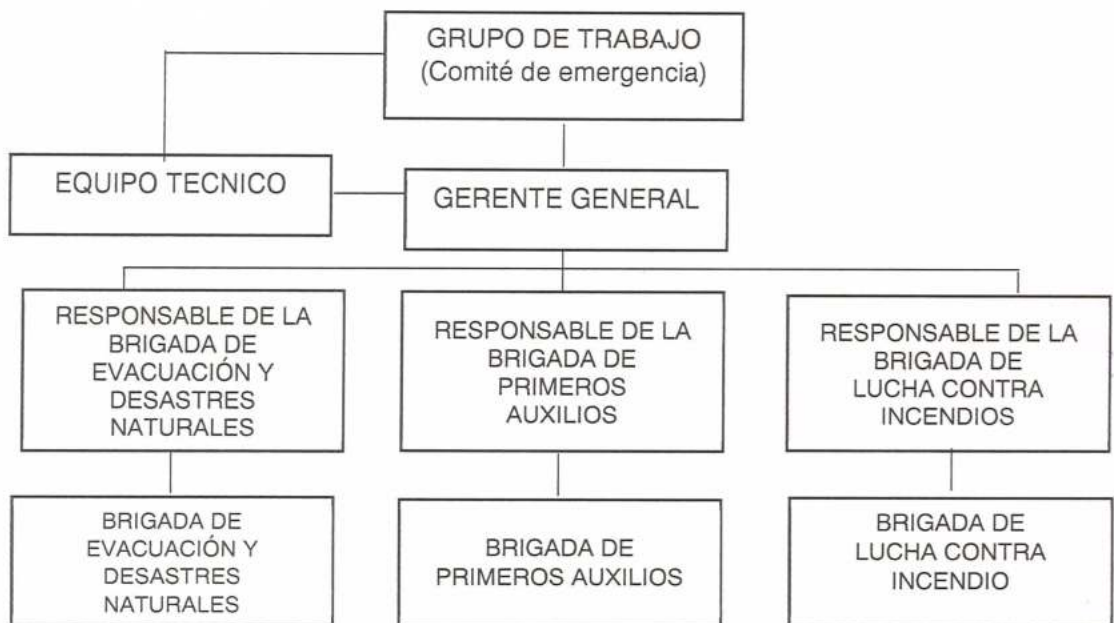 GRUPO DE TRABAJO
(Comité de emergencia)
EQUIPO TECNICO
GERENTE GENERAL
RESPONSABLE DE LA
BRIGADA DE
EVACUACIÓN Y
DESASTRES
NATURALES
RESPONSABLE DE LA
BRIGADA DE
PRIMEROS
AUXILIOS
RESPONSABLE DE LA
BRIGADA DE
LUCHA CONTRA
INCENDIOS
BRIGADA DE
EVACUACIÓN Y
DESASTRES
NATURALES
BRIGADA DE
PRIMEROS AUXILIOS
BRIGADA DE
LUCHA CONTRA
INCENDIO